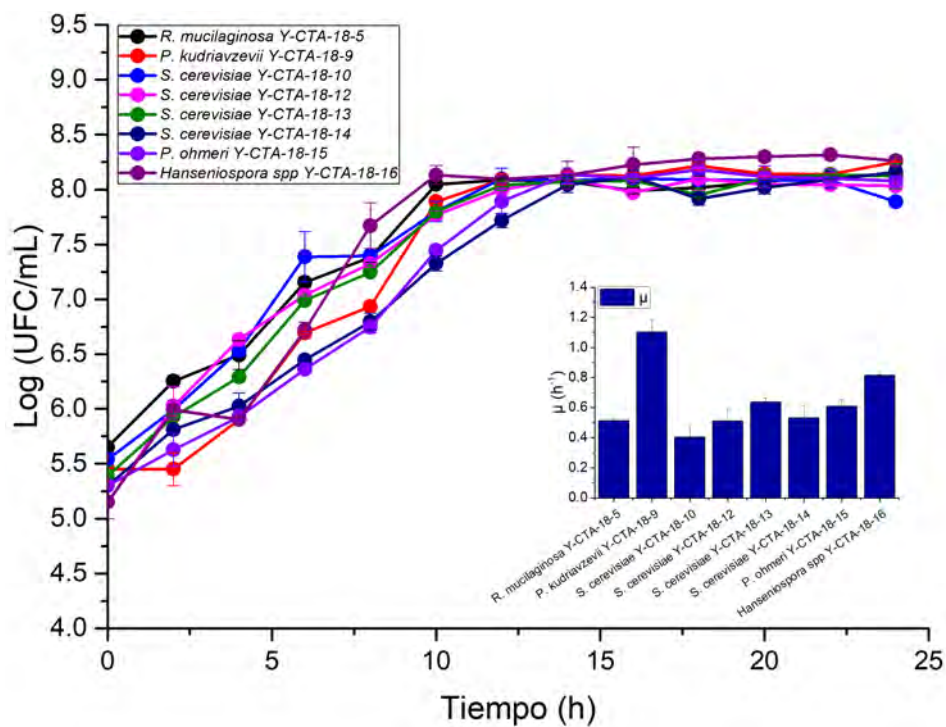 9.5
9.0
8.5
8.0
7.5
7.0
6.5
6.0
5.5
5.0
4.5
4.0
Log (UFC/mL)
R. mucilaginosa Y-CTA-18-5
P. kudriavzevii Y-CTA-18-9
S. cerevisiae Y-CTA-18-10
S. cerevisiae Y-CTA-18-12
S. cerevisiae Y-CTA-18-13
S. cerevisiae Y-CTA-18-14
P. ohmeri Y-CTA-18-15
Hanseniospora spp Y-CTA-18-16
1.4
1.2
1.0
0.8
0.6
0.4
0.2
0.0
μ (h⁻¹)
μ
R. mucilaginosa Y-CTA-18-5
P. kudriavzevii Y-CTA-18-9
S. cerevisiae Y-CTA-18-10
S. cerevisiae Y-CTA-18-12
S. cerevisiae Y-CTA-18-13
S. cerevisiae Y-CTA-18-14
P. ohmeri Y-CTA-18-15
Hanseniospora spp Y-CTA-18-16
0 5 10 15 20 25
Tiempo (h)